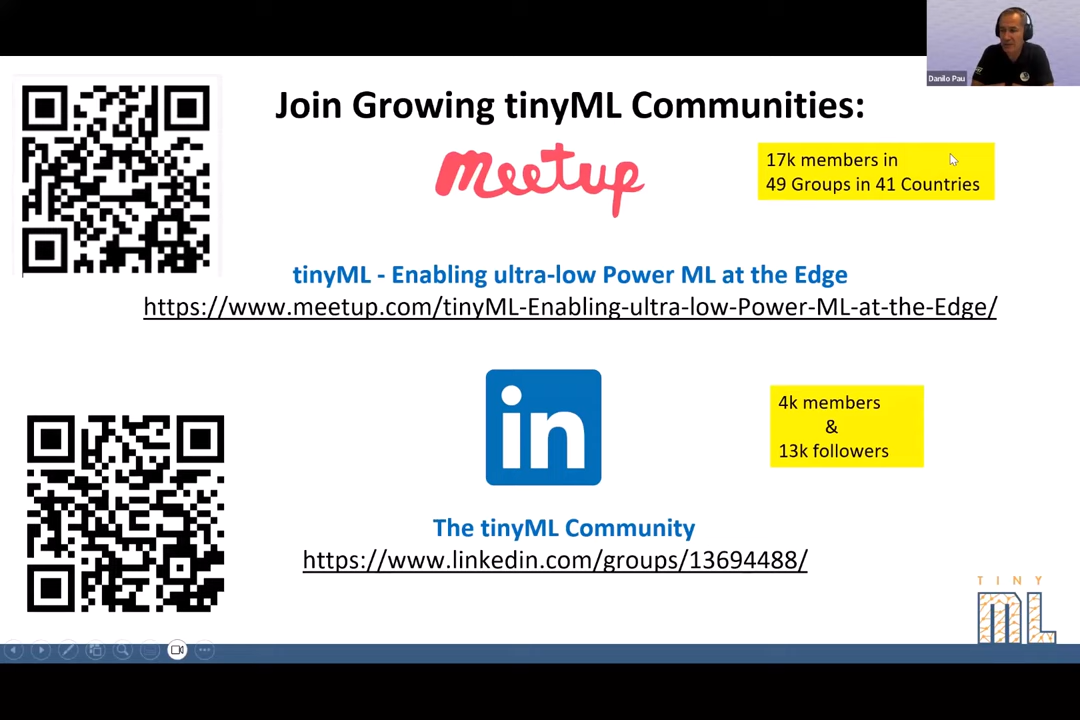 Danilo Pau
Join Growing tinyML Communities:
meetup
17k members in
49 Groups in 41 Countries
tinyML - Enabling ultra-low Power ML at the Edge
https://www.meetup.com/tinyML-Enabling-ultra-low-Power-ML-at-the-Edge/
in
4k members
&
13k followers
The tinyML Community
https://www.linkedin.com/groups/13694488/
TINY
ML